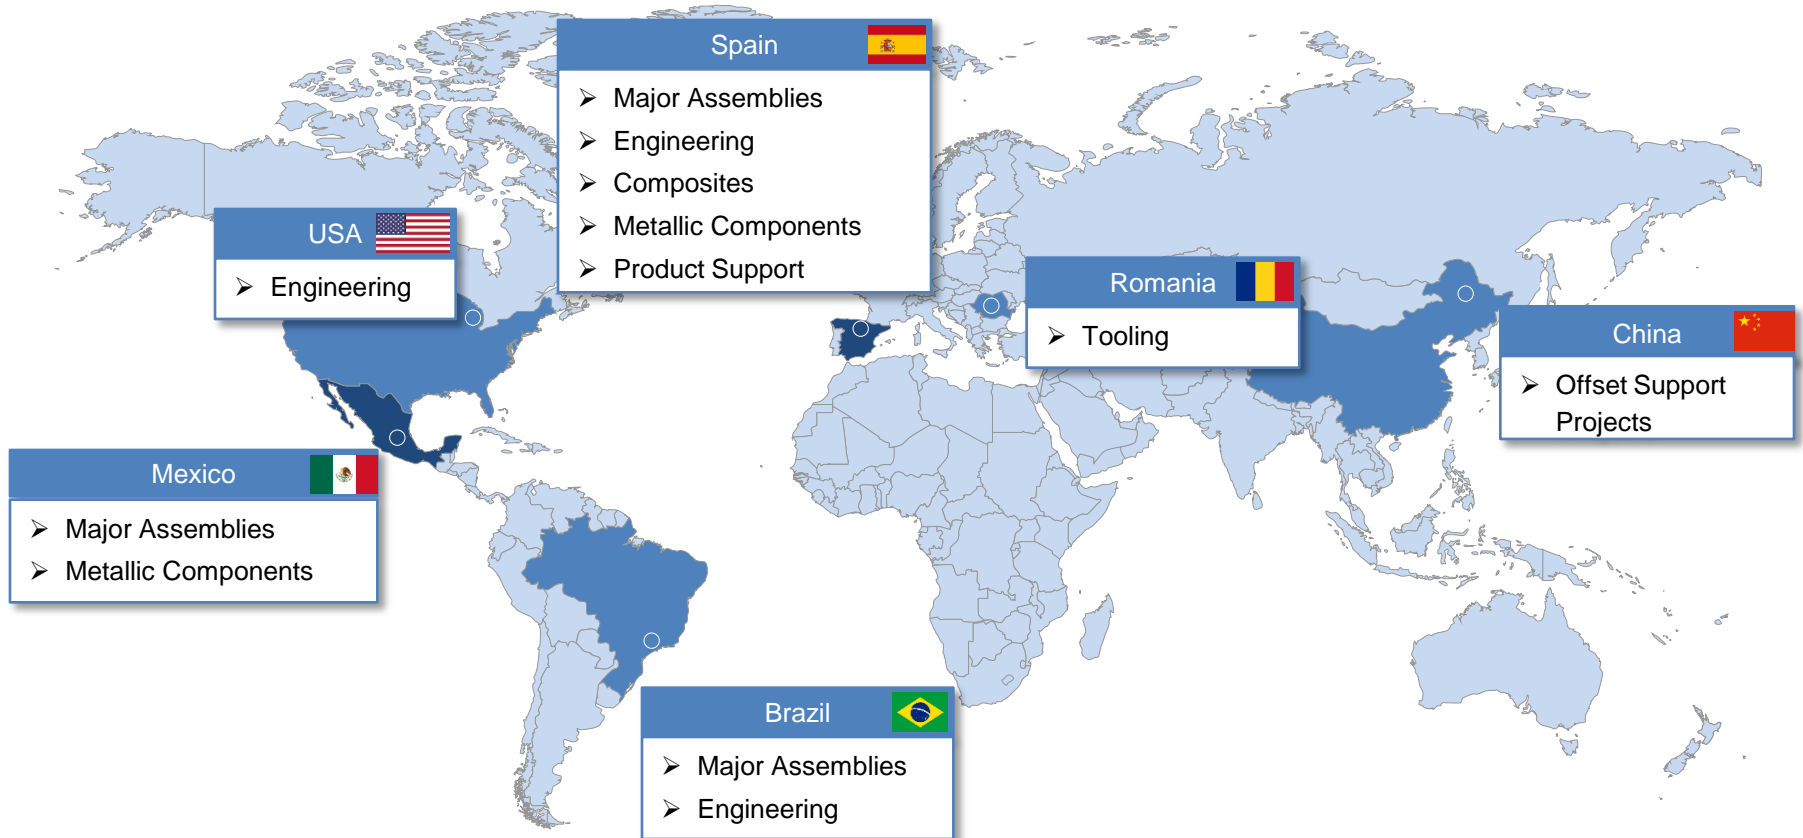 Spain
Major Assemblies
Engineering
Composites
Metallic Components
Product Support
USA
Engineering
Romania
Tooling
China
Offset Support
Projects
Mexico
Major Assemblies
Metallic Components
Brazil
Major Assemblies
Engineering